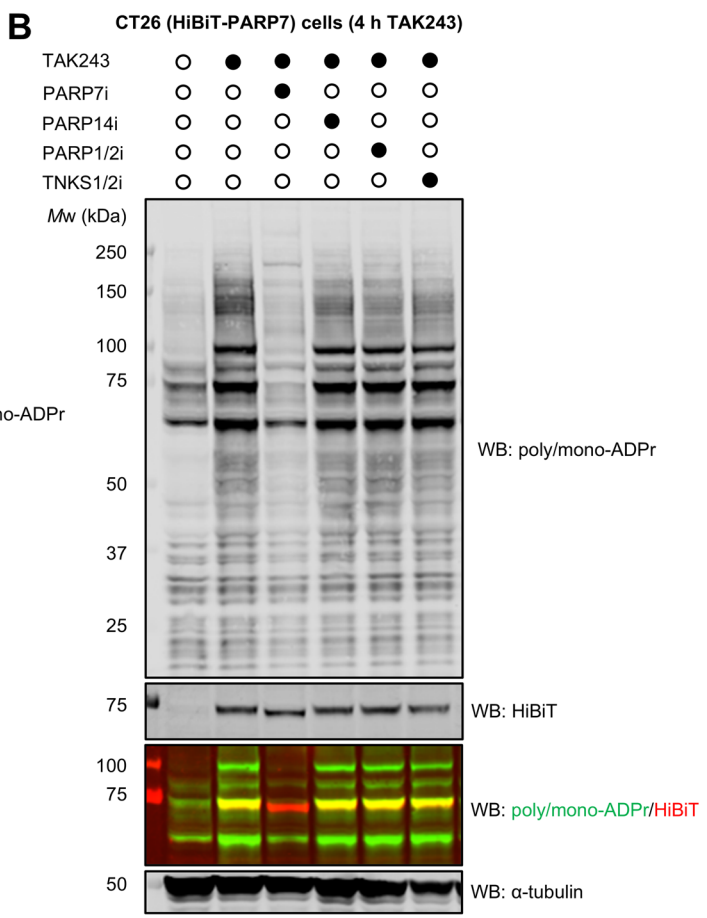 B
CT26 (HiBiT-PARP7) cells (4 h TAK243)
TAK243
PARP7i
PARP14i
PARP1/2i
TNKS1/2i
Mw (kDa)
250
150
100
75
no-ADPr
WB: poly/mono-ADPr
50
37
25
75
WB: HiBiT
100
75
WB: poly/mono-ADPr/HiBiT
50
WB: α-tubulin